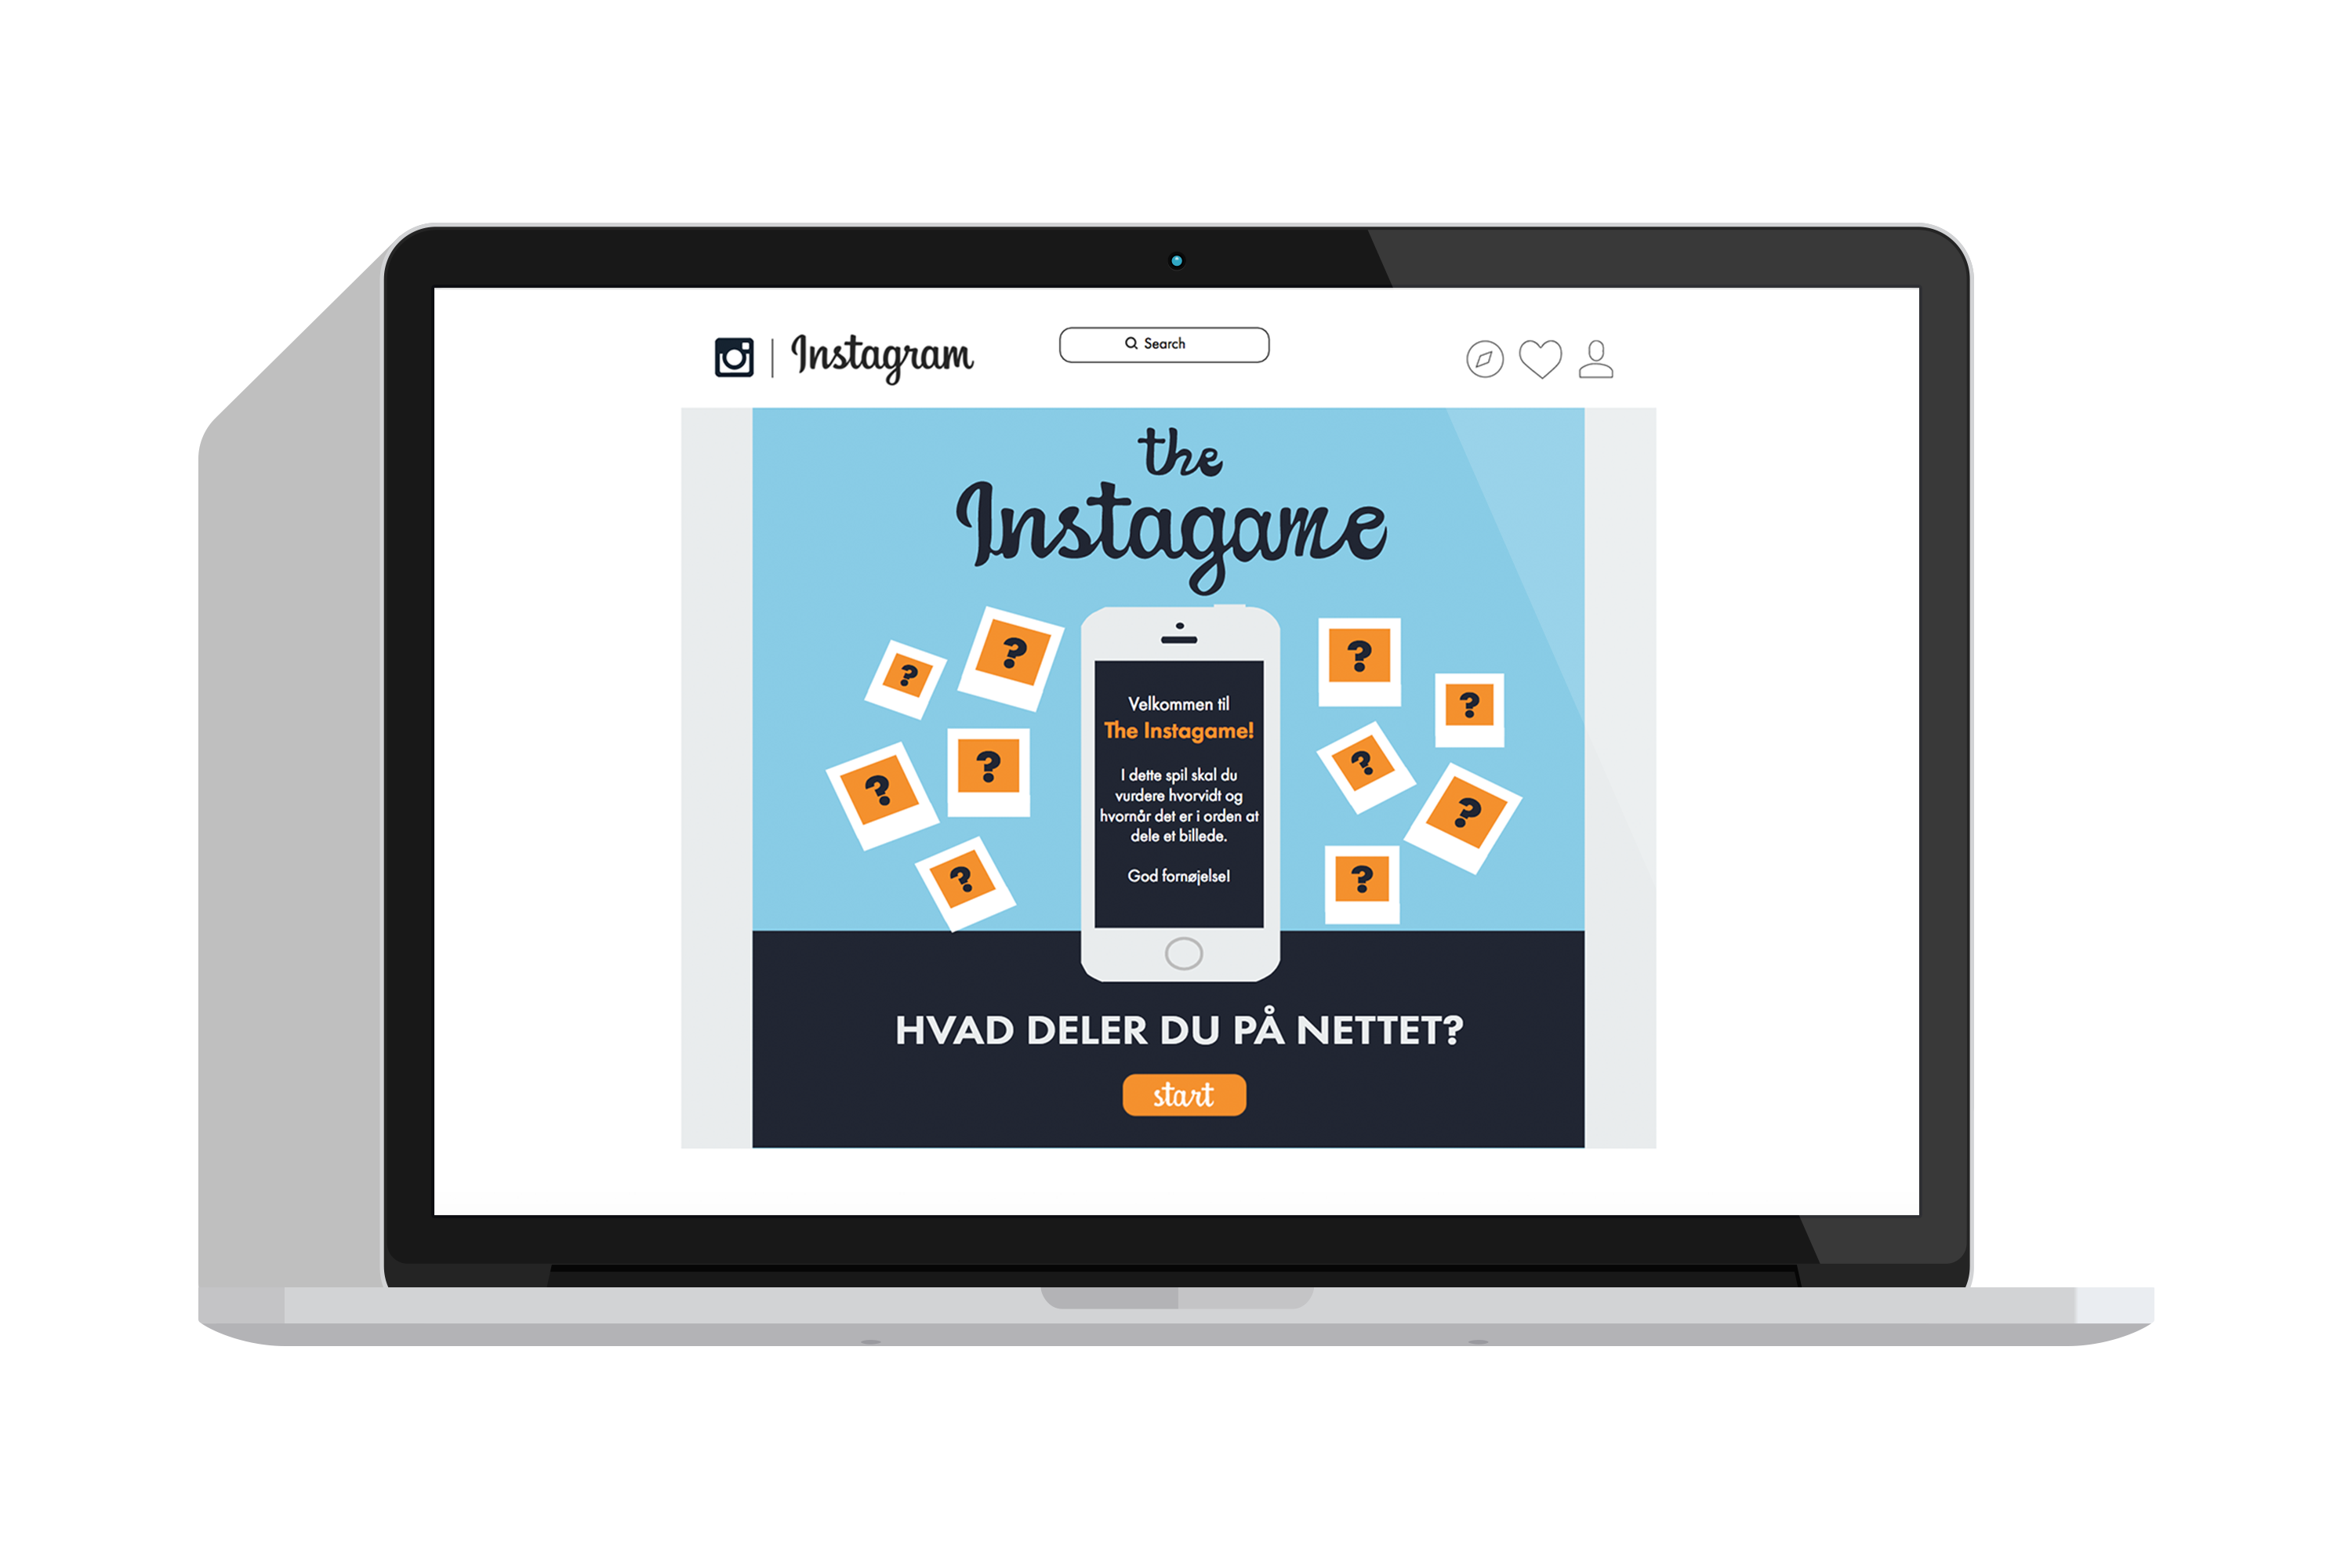 Instagram
Search
the
Instagame
?
?
?
?
?
?
?
?
?
?
Velkommen til
The Instagame!
I dette spil skal du
vurdere hvorvidt og
hvornår det er i orden at
dele et billede.
God fornøjelse!
HVAD DELER DU PÅ NETTET?
start